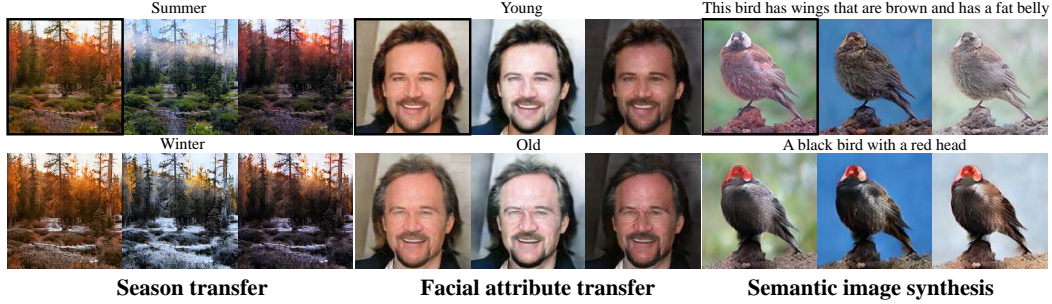 Summer
Young
This bird has wings that are brown and has a fat belly
Winter
Old
A black bird with a red head
Season transfer
Facial attribute transfer
Semantic image synthesis